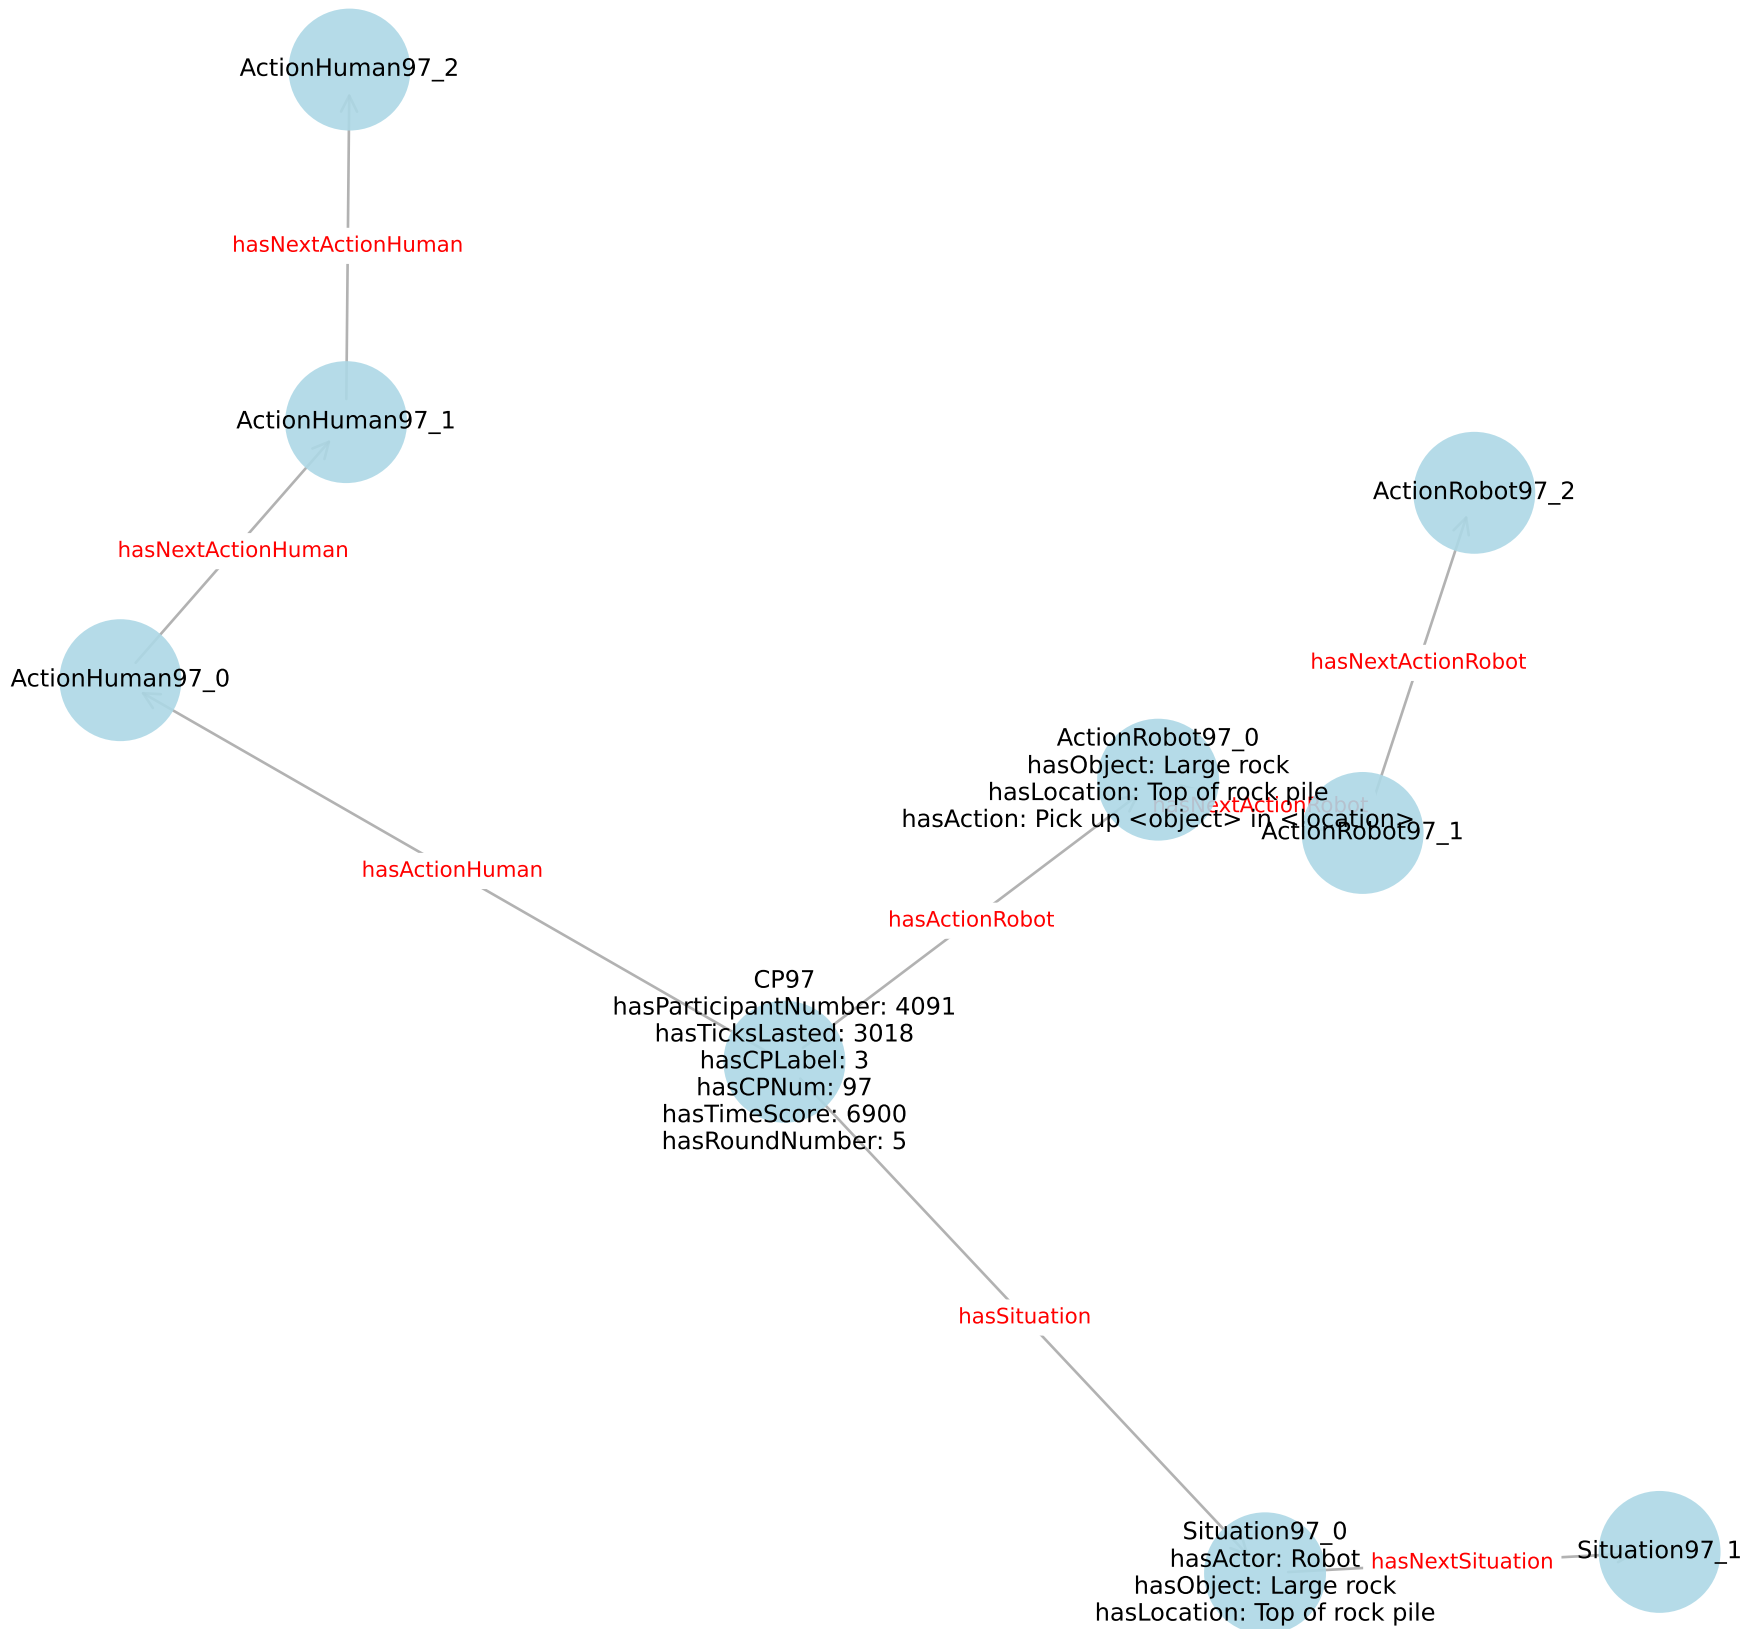 ActionHuman97_2
hasNextActionHuman
ActionHuman97_1
ActionRobot97_2
hasNextActionHuman
hasNextActionRobot
ActionHuman97_0
ActionRobot97_0
hasObject: Large rock
hasLocation: Top of rock pile
hasNextActionRobot
hasAction: Pick up <object> in <location>
ActionRobot97_1
hasActionHuman
hasActionRobot
CP97
hasParticipantNumber: 4091
hasTicksLasted: 3018
hasCPLabel: 3
hasCPNum: 97
hasTimeScore: 6900
hasRoundNumber: 5
hasSituation
Situation97_0
hasActor: Robot
hasNextSituation
Situation97_1
hasObject: Large rock
hasLocation: Top of rock pile